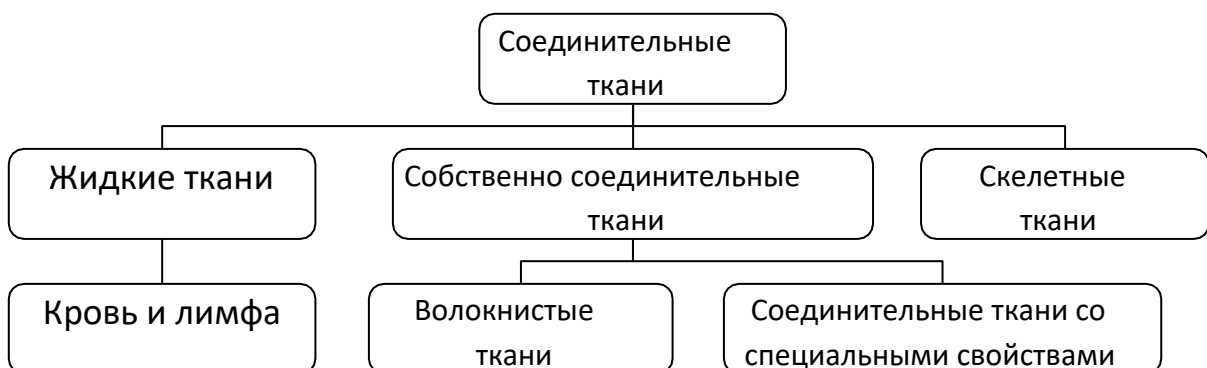 Соединительные
ткани
Жидкие ткани
Собственно соединительные
ткани
Скелетные
ткани
Кровь и лимфа
Волокнистые
ткани
Соединительные ткани со
специальными свойствами